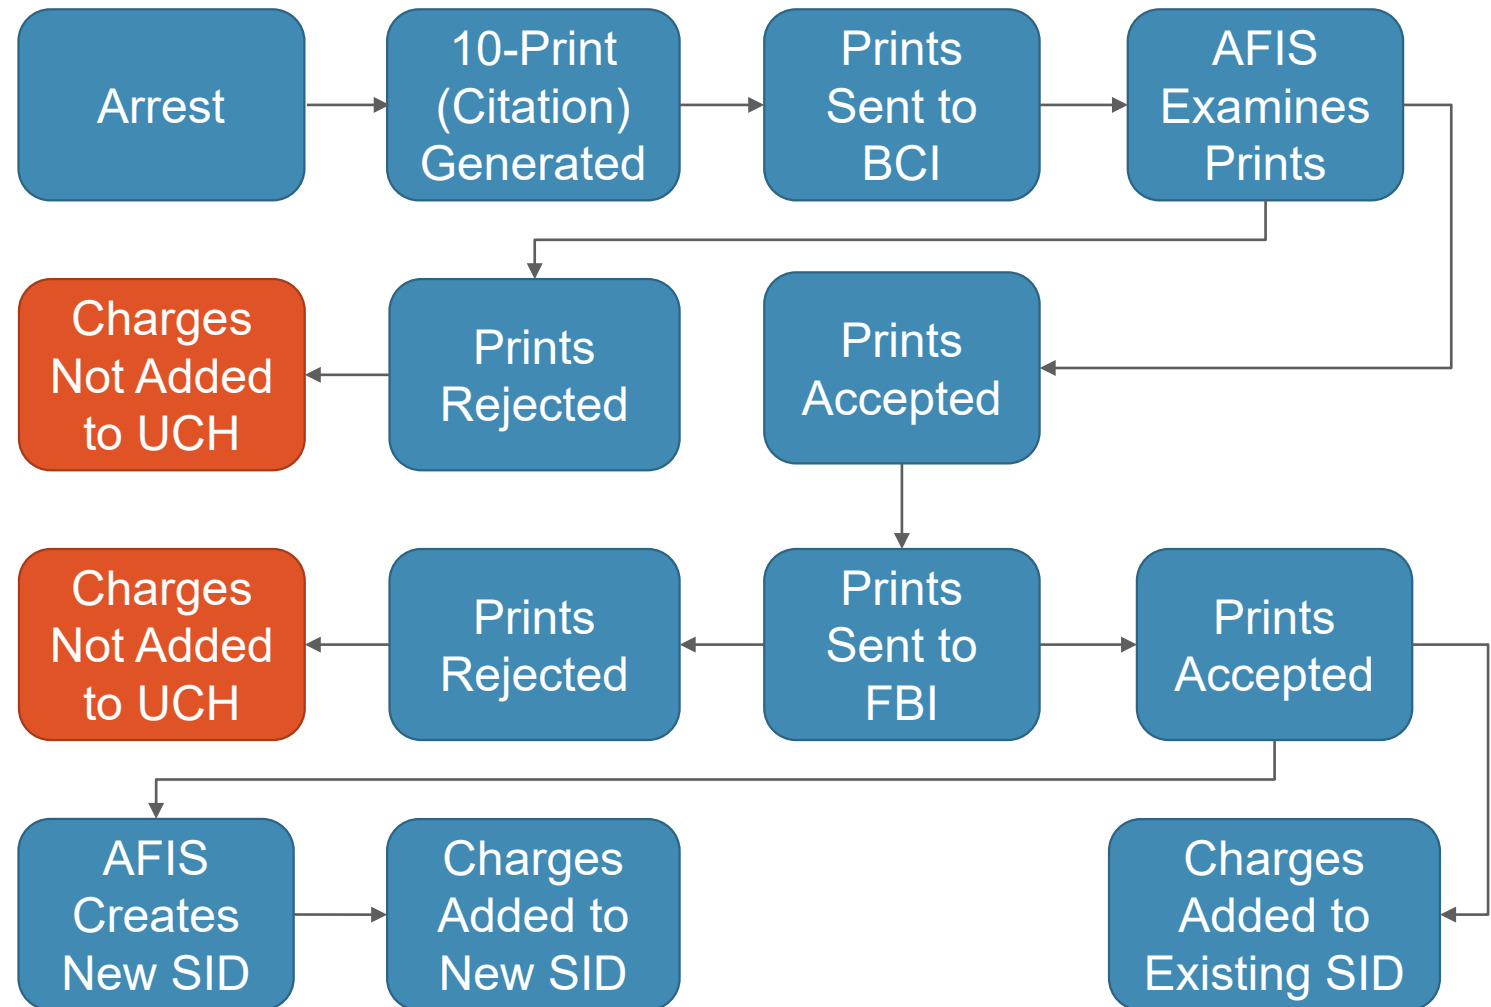 Arrest
10-Print
(Citation)
Generated
Prints
Sent to
BCI
AFIS
Examines
Prints
Charges
Not Added
to UCH
Prints
Rejected
Prints
Accepted
Charges
Not Added
to UCH
Prints
Rejected
Prints
Sent to
FBI
Prints
Accepted
AFIS
Creates
New SID
Charges
Added to
New SID
Charges
Added to
Existing SID